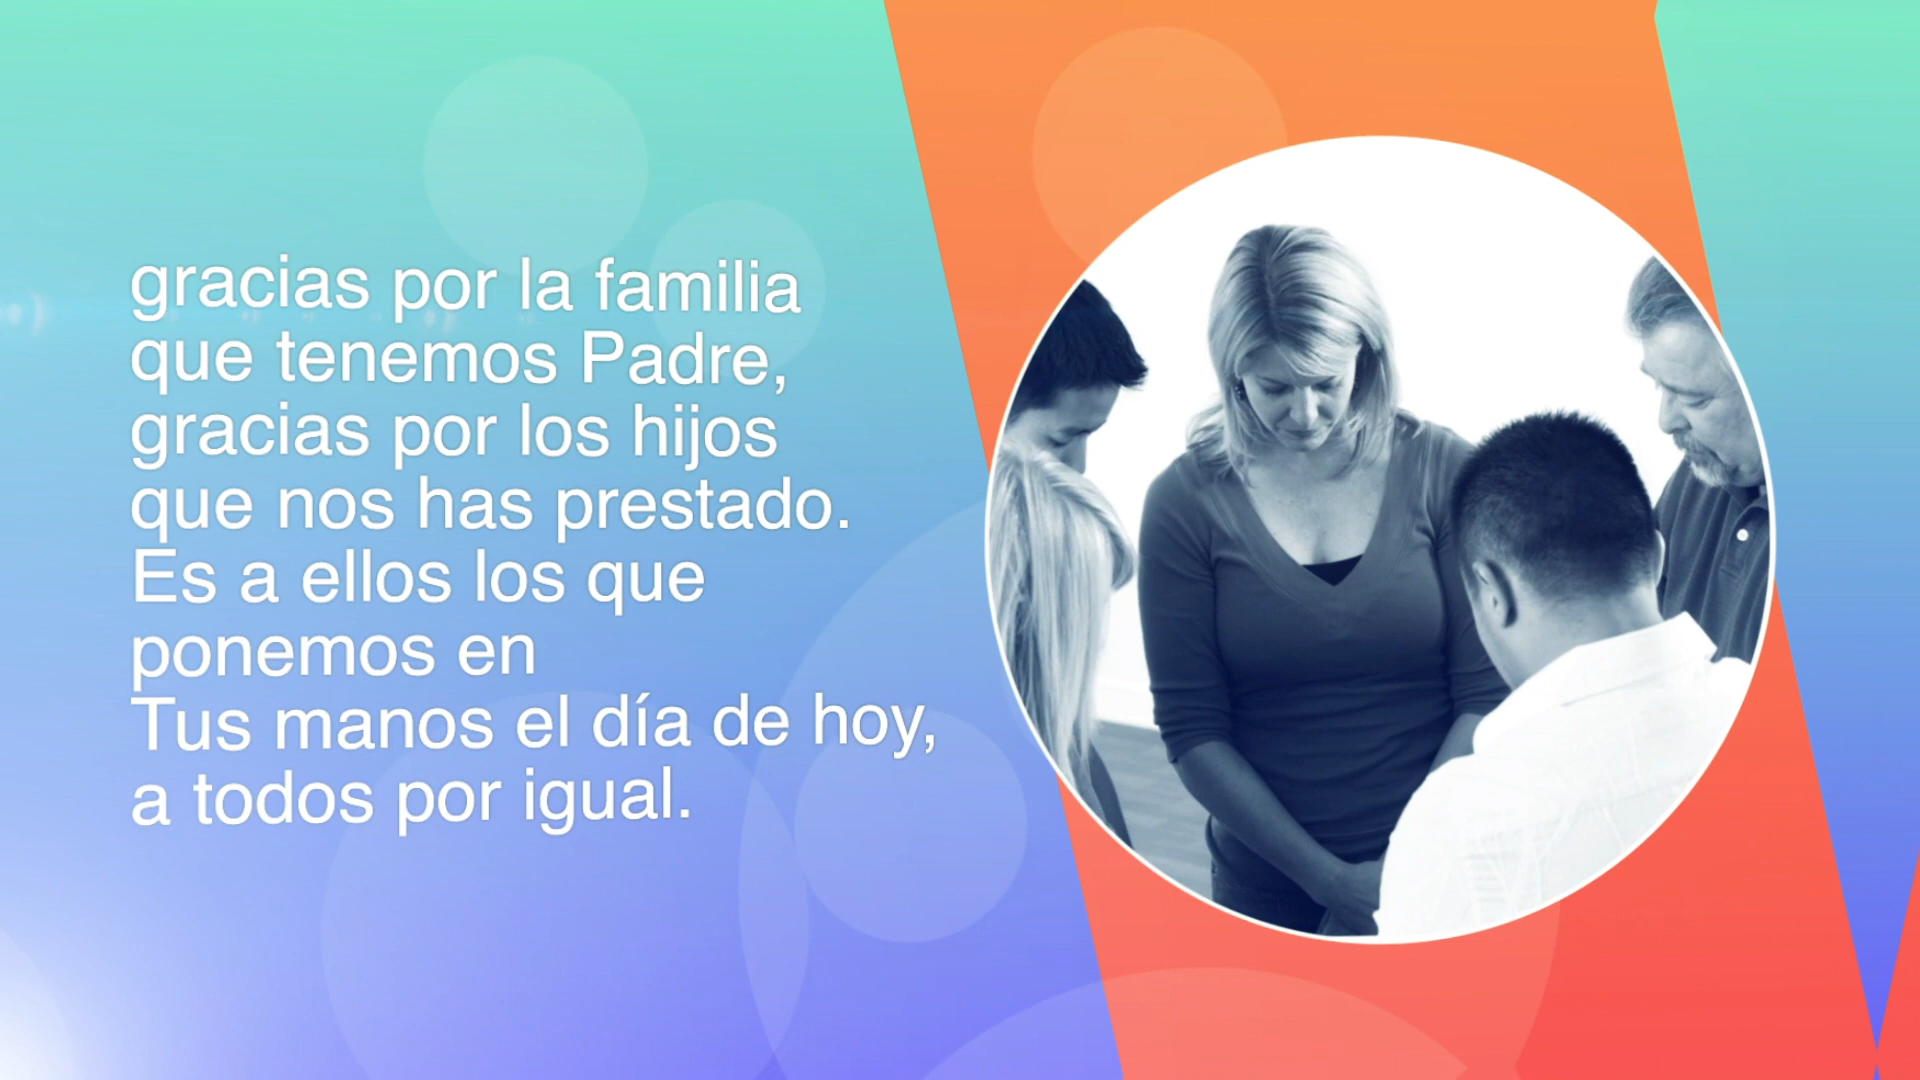 gracias por la familia
que tenemos Padre,
gracias por los hijos
que nos has prestado.
Es a ellos los que
ponemos en
Tus manos el día de hoy,
a todos por igual.